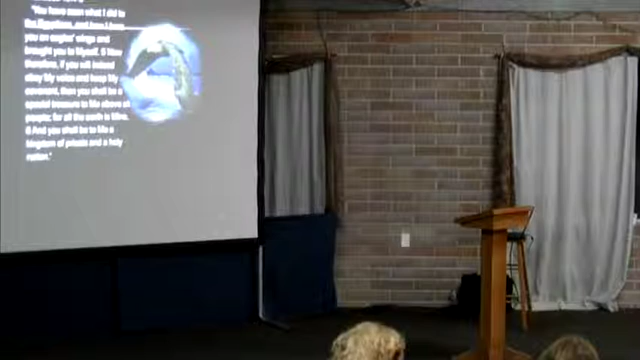 "You have seen what I did to
the Egyptians, and how I bore
you on eagles' wings and
brought you to Myself. 5 Now
therefore, if you will indeed
obey My voice and keep My
covenant, then you shall be a
special treasure to Me above all
people; for all the earth is Mine.
6 And you shall be to Me a
kingdom of priests and a holy
nation.'